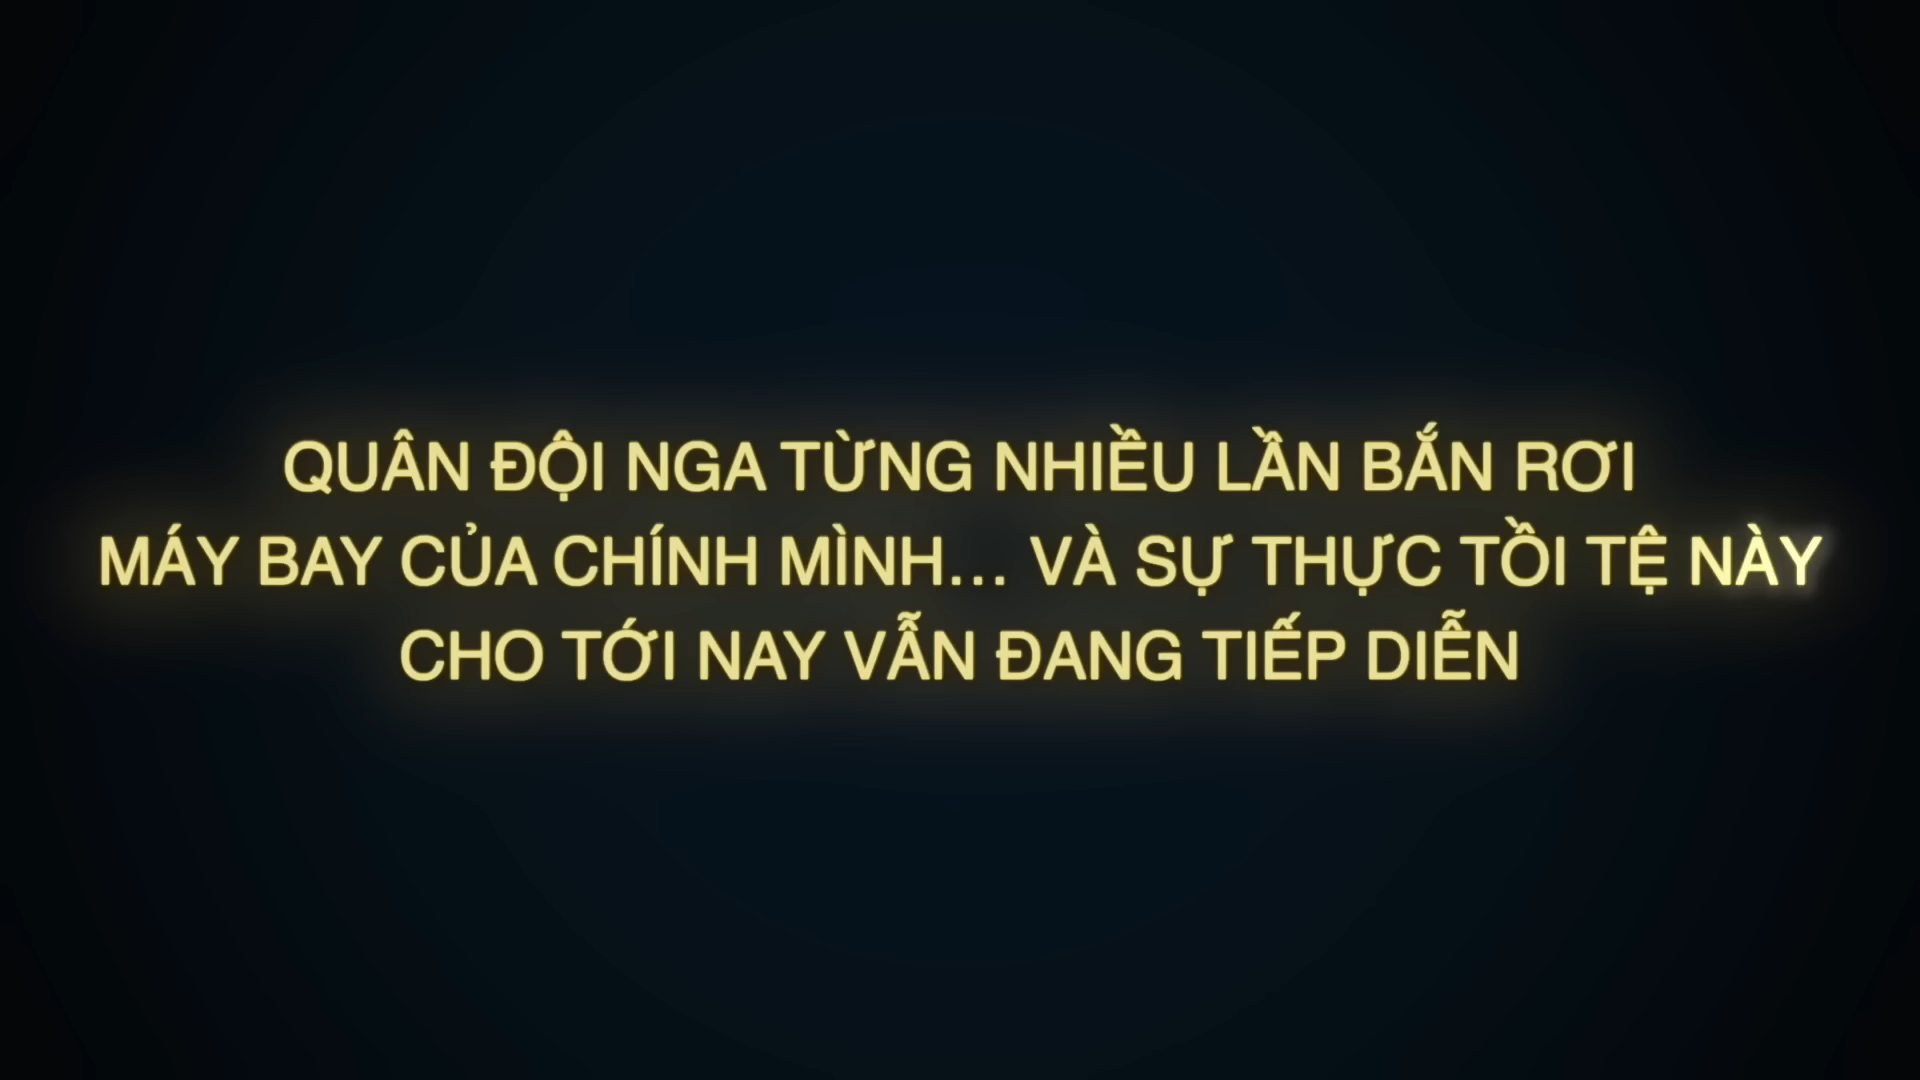 QUÂN ĐỘI NGA TỪNG NHIỀU LẦN BẮN RƠI
MÁY BAY CỦA CHÍNH MÌNH... VÀ SỰ THỰC TỒI TỆ NÀY
CHO TỚI NAY VẪN ĐANG TIẾP DIỄN